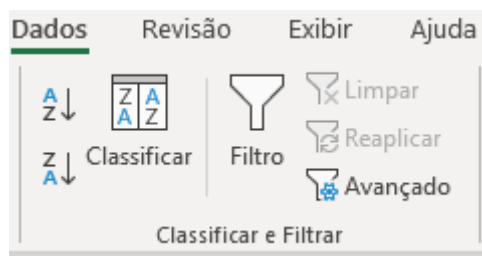 Dados Revisão Exibir Ajuda
A Z
Z A
Z A A Z
Classificar
Filtro
Limpar
Reaplicar
Avançado
Classificar e Filtrar